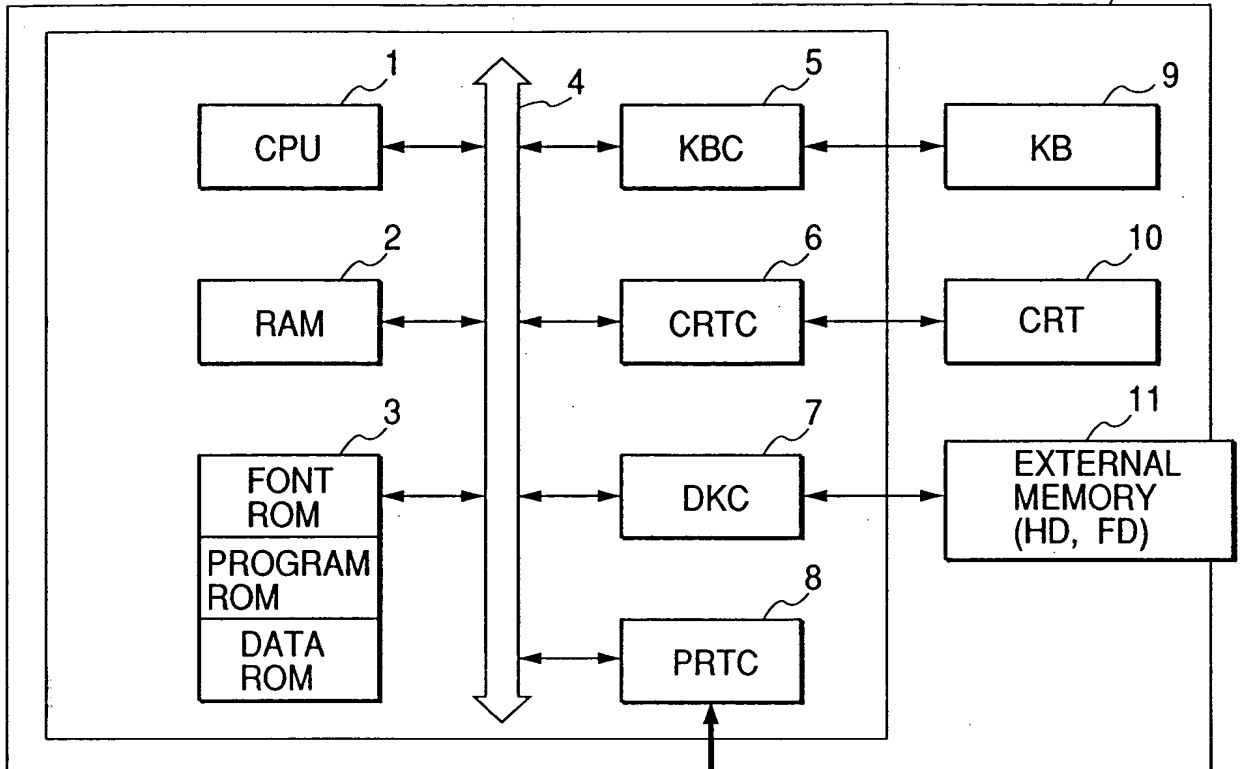 1
CPU
4
5
KBC
9
KB
2
RAM
6
CRTC
10
CRT
3
FONT
ROM
PROGRAM
ROM
DATA
ROM
7
DKC
11
EXTERNAL
MEMORY
(HD, FD)
8
PRTC